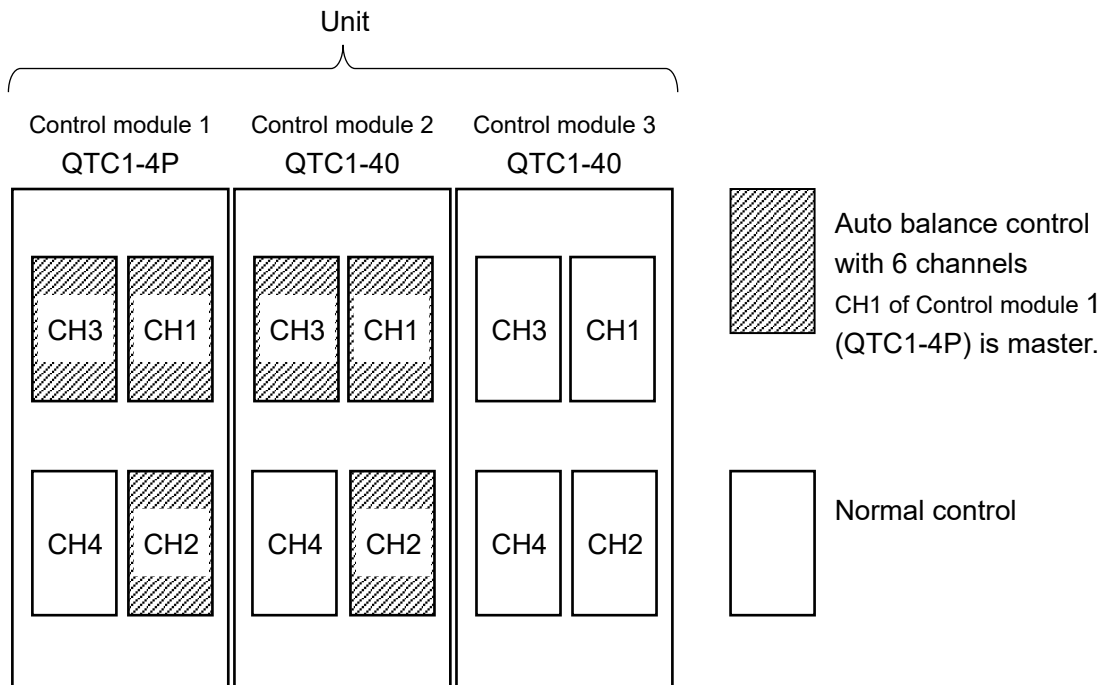 Unit
Control module 1 Control module 2 Control module 3
QTC1-4P QTC1-40 QTC1-40
CH3 CH1 CH3 CH1 CH3 CH1
Auto balance control
with 6 channels
CH1 of Control module 1
(QTC1-4P) is master.
CH4 CH2 CH4 CH2 CH4 CH2
Normal control